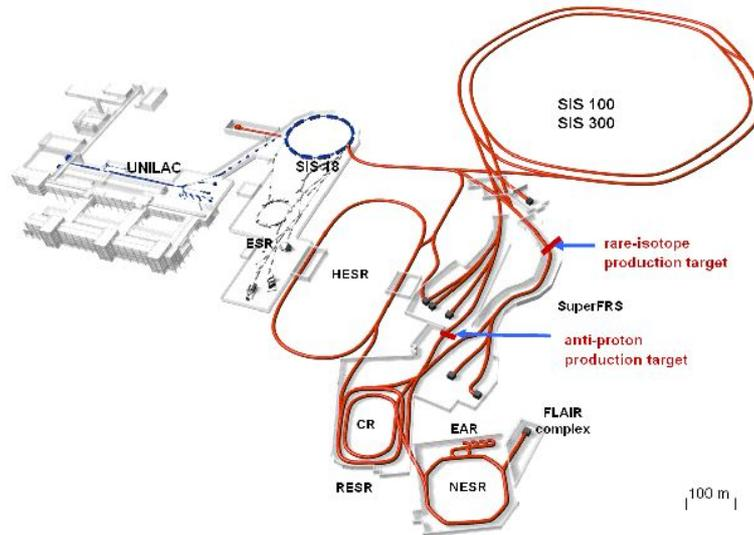 SIS 100
SIS 300
UNILAC
SIS 18
ESR
HESR
rare-isotope
production target
SuperFRS
anti-proton
production target
CR
EAR
FLAIR
complex
RESR
NESR
100 m